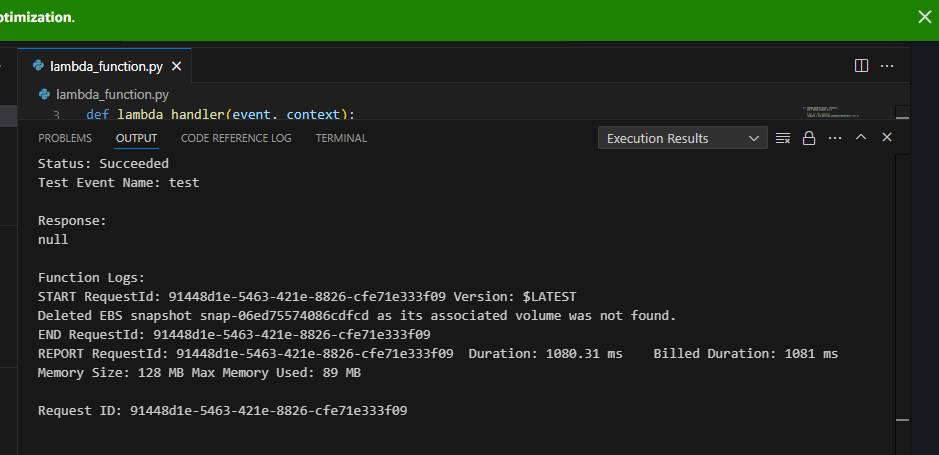 otimization.
lambda_function.py
lambda_function.py
3 def lambda_handler(event, context):
PROBLEMS OUTPUT CODE REFERENCE LOG TERMINAL Execution Results
Status: Succeeded
Test Event Name: test
Response:
null
Function Logs:
START RequestId: 91448d1e-5463-421e-8826-cfe71e333f09 Version: $LATEST
Deleted EBS snapshot snap-06ed75574086cdfcd as its associated volume was not found.
END RequestId: 91448d1e-5463-421e-8826-cfe71e333f09
REPORT RequestId: 91448d1e-5463-421e-8826-cfe71e333f09 Duration: 1080.31 ms Billed Duration: 1081 ms
Memory Size: 128 MB Max Memory Used: 89 MB
Request ID: 91448d1e-5463-421e-8826-cfe71e333f09